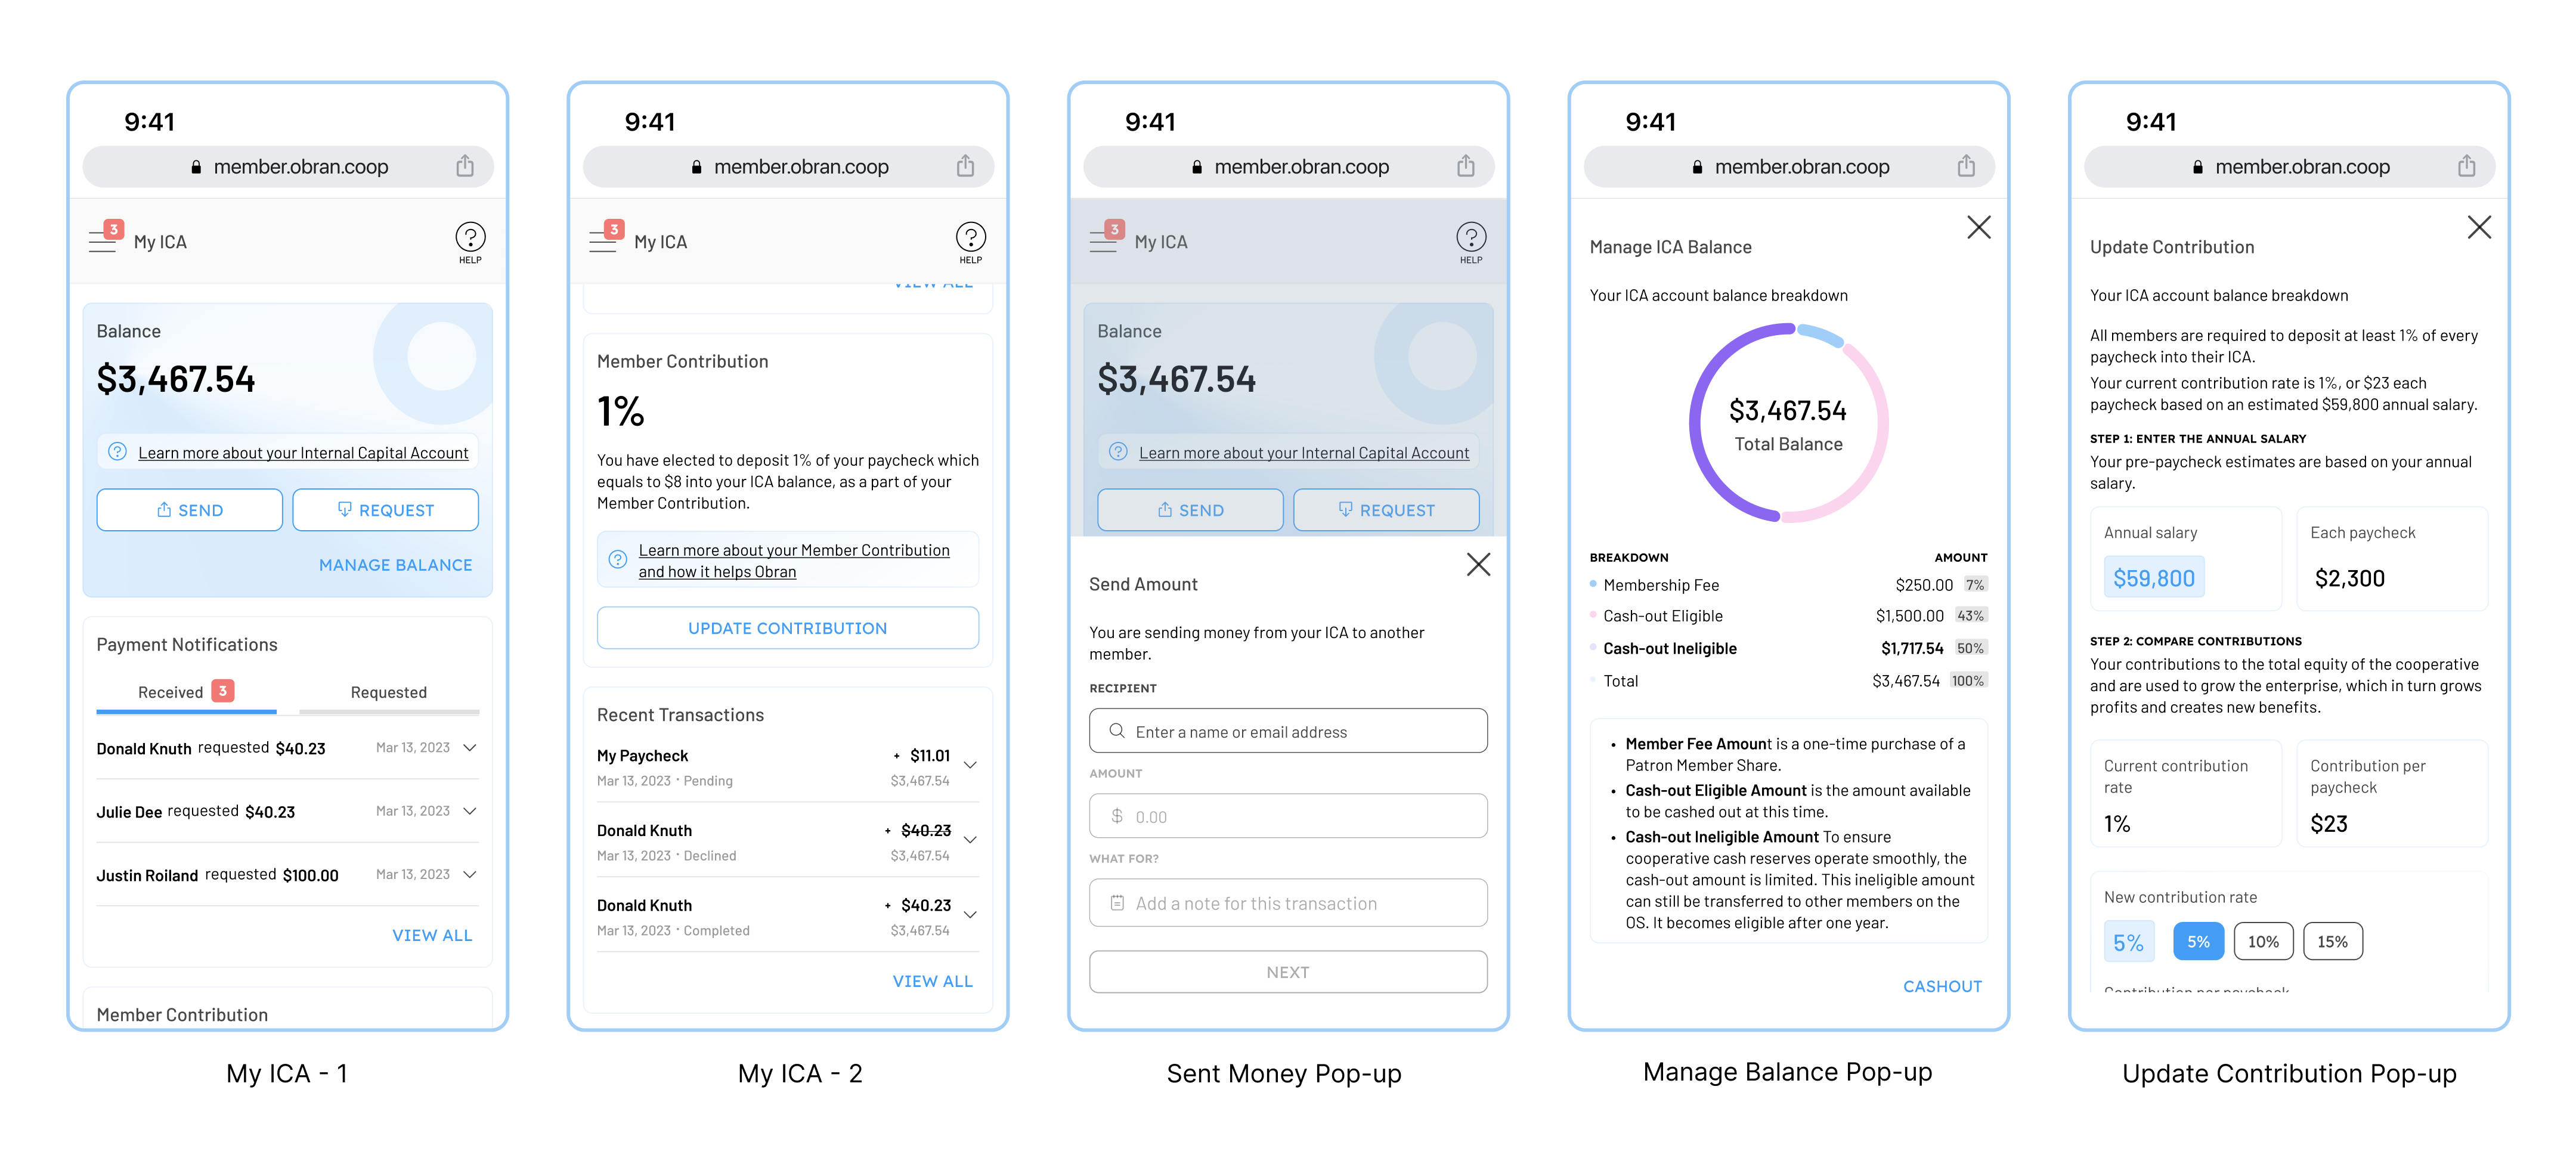 9:41
member.obran.coop
3
My ICA
HELP
Balance
$3,467.54
Learn more about your Internal Capital Account
SEND
REQUEST
MANAGE BALANCE
Payment Notifications
Received 3
Requested
Donald Knuth requested $40.23 Mar 13, 2023
Julie Dee requested $40.23 Mar 13, 2023
Justin Roiland requested $100.00 Mar 13, 2023
VIEW ALL
Member Contribution
My ICA - 1
9:41
member.obran.coop
3
My ICA
HELP
VIEW ALL
Member Contribution
1%
You have elected to deposit 1% of your paycheck which
equals to $8 into your ICA balance, as a part of your
Member Contribution.
Learn more about your Member Contribution
and how it helps Obran
UPDATE CONTRIBUTION
Recent Transactions
My Paycheck + $11.01
Mar 13, 2023 · Pending $3,467.54
Donald Knuth + $40.23
Mar 13, 2023 · Declined $3,467.54
Donald Knuth + $40.23
Mar 13, 2023 · Completed $3,467.54
VIEW ALL
My ICA - 2
9:41
member.obran.coop
3
My ICA
HELP
Balance
$3,467.54
Learn more about your Internal Capital Account
SEND
REQUEST
Send Amount
You are sending money from your ICA to another
member.
RECIPIENT
Enter a name or email address
AMOUNT
$ 0.00
WHAT FOR?
Add a note for this transaction
NEXT
Sent Money Pop-up
9:41
member.obran.coop
Manage ICA Balance
Your ICA account balance breakdown
$3,467.54
Total Balance
BREAKDOWN AMOUNT
Membership Fee $250.00 7%
Cash-out Eligible $1,500.00 43%
Cash-out Ineligible $1,717.54 50%
Total $3,467.54 100%
• Member Fee Amount is a one-time purchase of a
Patron Member Share.
• Cash-out Eligible Amount is the amount available
to be cashed out at this time.
• Cash-out Ineligible Amount To ensure
cooperative cash reserves operate smoothly, the
cash-out amount is limited. This ineligible amount
can still be transferred to other members on the
OS. It becomes eligible after one year.
CASHOUT
Manage Balance Pop-up
9:41
member.obran.coop
Update Contribution
Your ICA account balance breakdown
All members are required to deposit at least 1% of every
paycheck into their ICA.
Your current contribution rate is 1%, or $23 each
paycheck based on an estimated $59,800 annual salary.
STEP 1: ENTER THE ANNUAL SALARY
Your pre-paycheck estimates are based on your annual
salary.
Annual salary
$59,800
Each paycheck
$2,300
STEP 2: COMPARE CONTRIBUTIONS
Your contributions to the total equity of the cooperative
and are used to grow the enterprise, which in turn grows
profits and creates new benefits.
Current contribution
rate
1%
Contribution per
paycheck
$23
New contribution rate
5% 5% 10% 15%
Contribution per paycheck
Update Contribution Pop-up